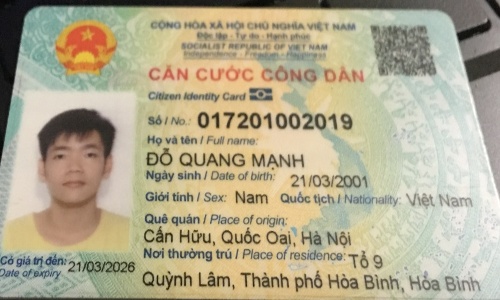 CỘNG HÒA XÃ HỘI CHỦ NGHĨA VIỆT NAM
Độc lập - Tự do - Hạnh phúc
SOCIALIST REPUBLIC OF VIET NAM
Independence - Freedom - Happiness
CĂN CƯỚC CÔNG DÂN
Citizen Identity Card
Số / No.: 017201002019
Họ và tên / Full name:
ĐỖ QUANG MẠNH
Ngày sinh / Date of birth: 21/03/2001
Giới tính / Sex: Nam Quốc tịch / Nationality: Việt Nam
Quê quán / Place of origin:
Cấn Hữu, Quốc Oai, Hà Nội
Nơi thường trú / Place of residence: Tổ 9
Quỳnh Lâm, Thành phố Hòa Bình, Hòa Bình
Có giá trị đến: 21/03/2026
Date of expiry